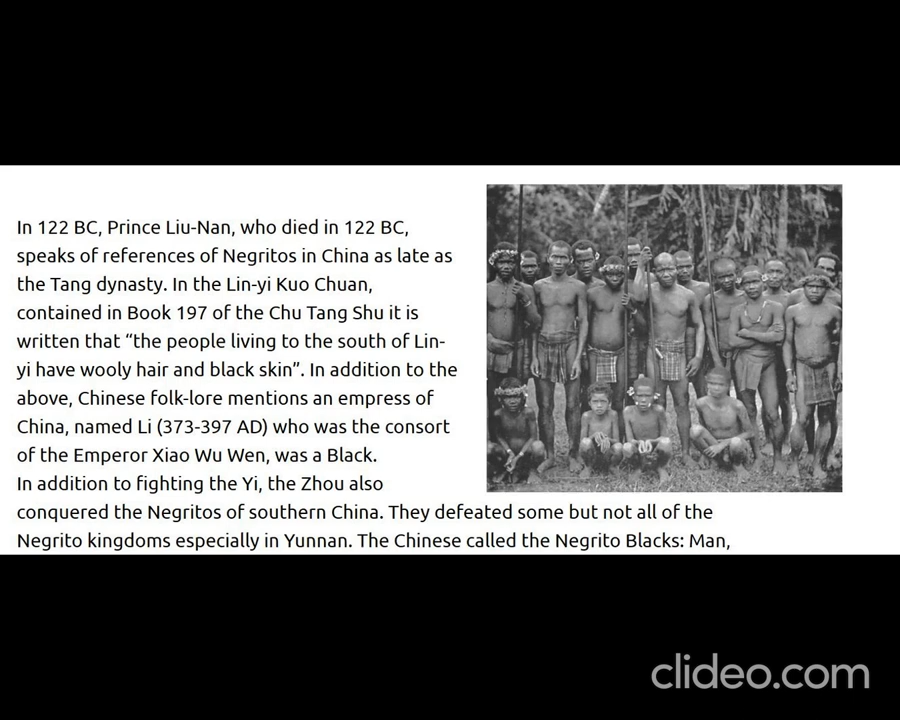 In 122 BC, Prince Liu-Nan, who died in 122 BC,
speaks of references of Negritos in China as late as
the Tang dynasty. In the Lin-yi Kuo Chuan,
contained in Book 197 of the Chu Tang Shu it is
written that “the people living to the south of Lin-
yi have wooly hair and black skin”. In addition to the
above, Chinese folk-lore mentions an empress of
China, named Li (373-397 AD) who was the consort
of the Emperor Xiao Wu Wen, was a Black.
In addition to fighting the Yi, the Zhou also
conquered the Negritos of southern China. They defeated some but not all of the
Negrito kingdoms especially in Yunnan. The Chinese called the Negrito Blacks: Man,
clideo.com